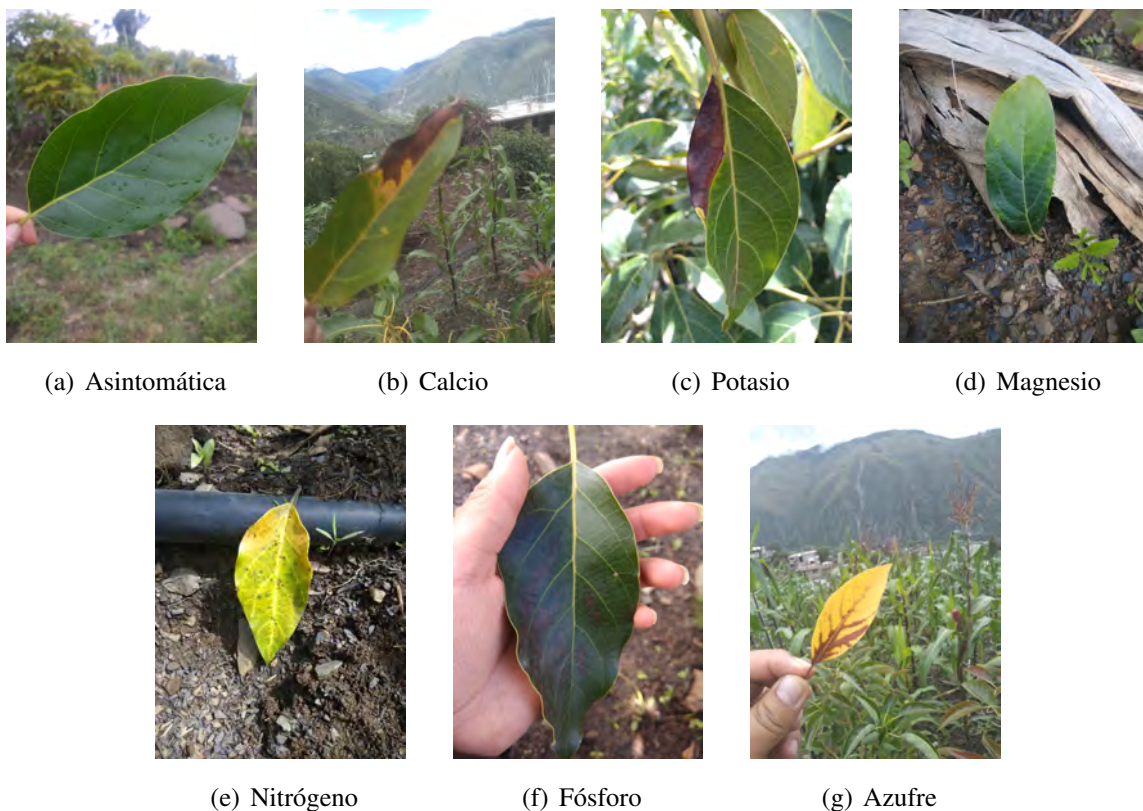 (a) Asintomática
(b) Calcio
(c) Potasio
(d) Magnesio
(e) Nitrógeno
(f) Fósforo
(g) Azufre